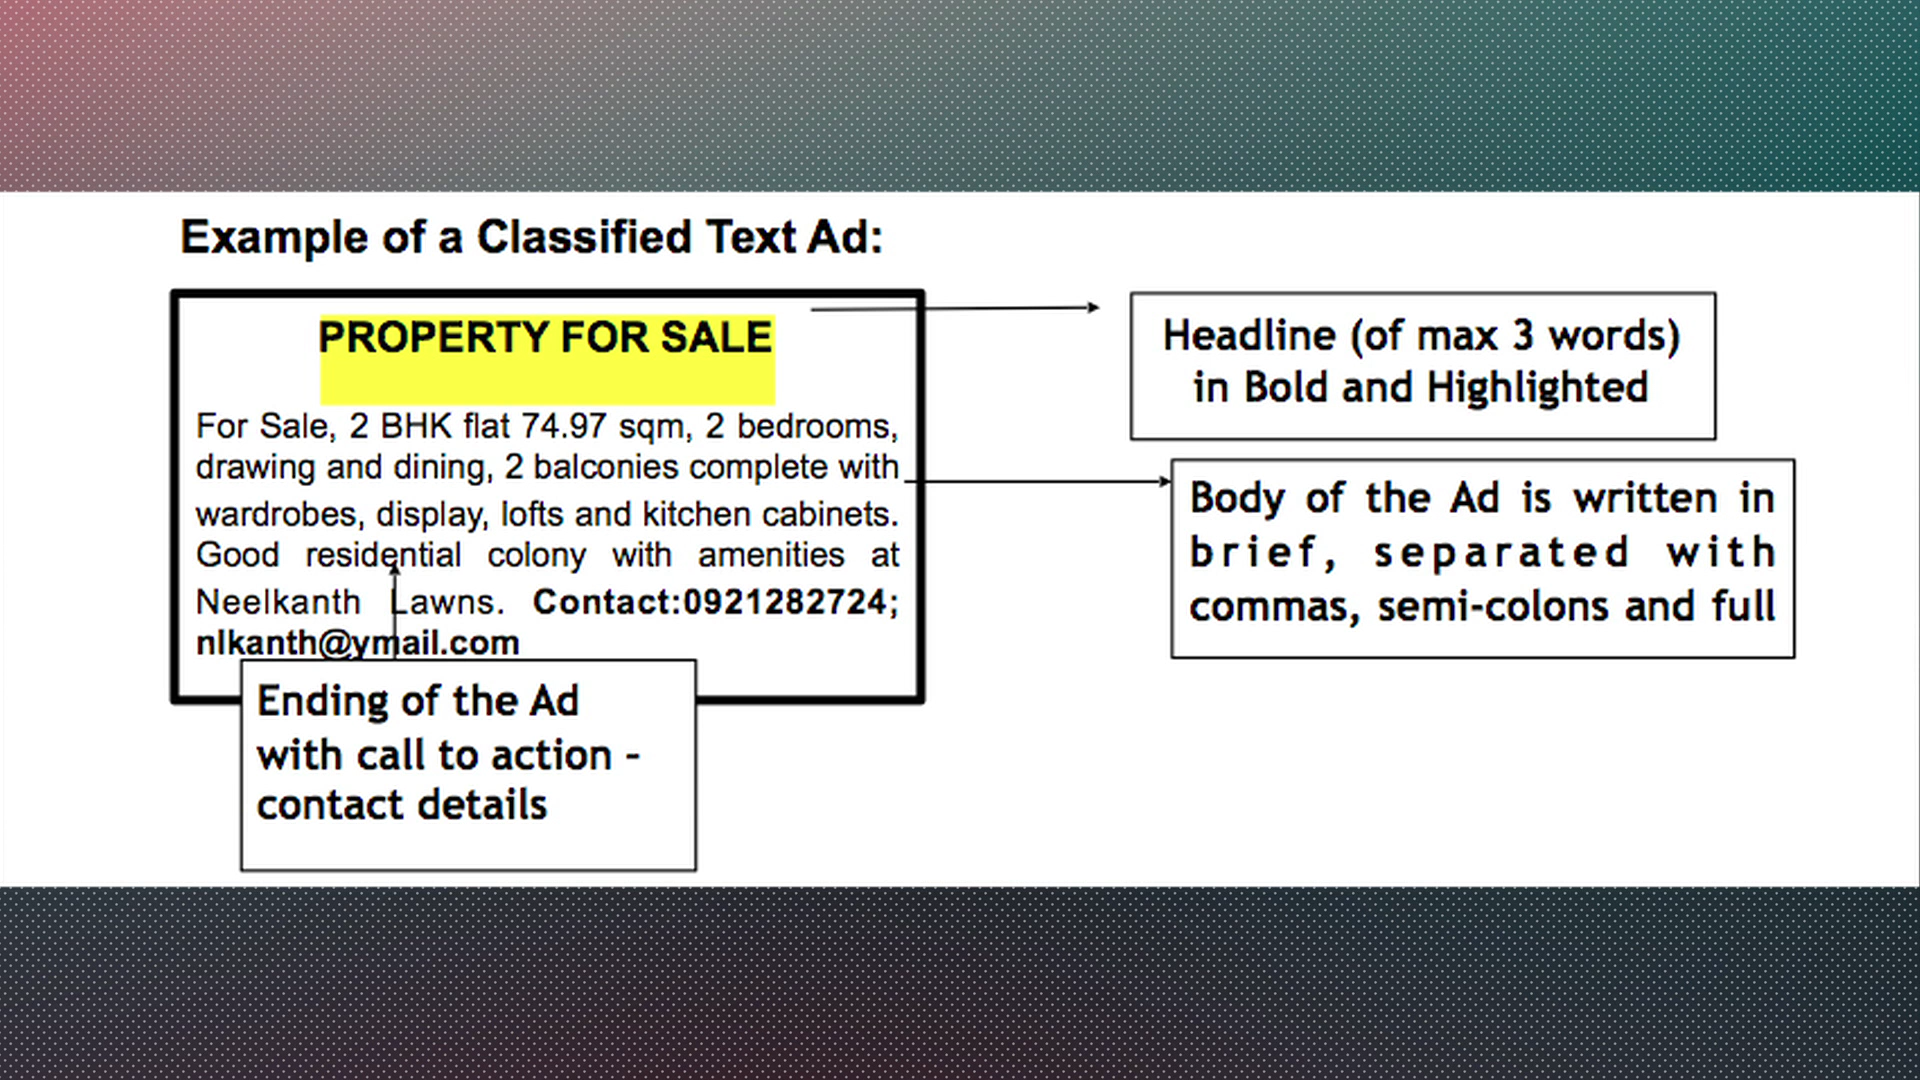 Example of a Classified Text Ad:
PROPERTY FOR SALE
For Sale, 2 BHK flat 74.97 sqm, 2 bedrooms,
drawing and dining, 2 balconies complete with
wardrobes, display, lofts and kitchen cabinets.
Good residential colony with amenities at
Neelkanth Lawns. Contact:0921282724;
nlkanth@ymail.com
Headline (of max 3 words)
in Bold and Highlighted
Body of the Ad is written in
brief, separated with
commas, semi-colons and full
Ending of the Ad
with call to action -
contact details